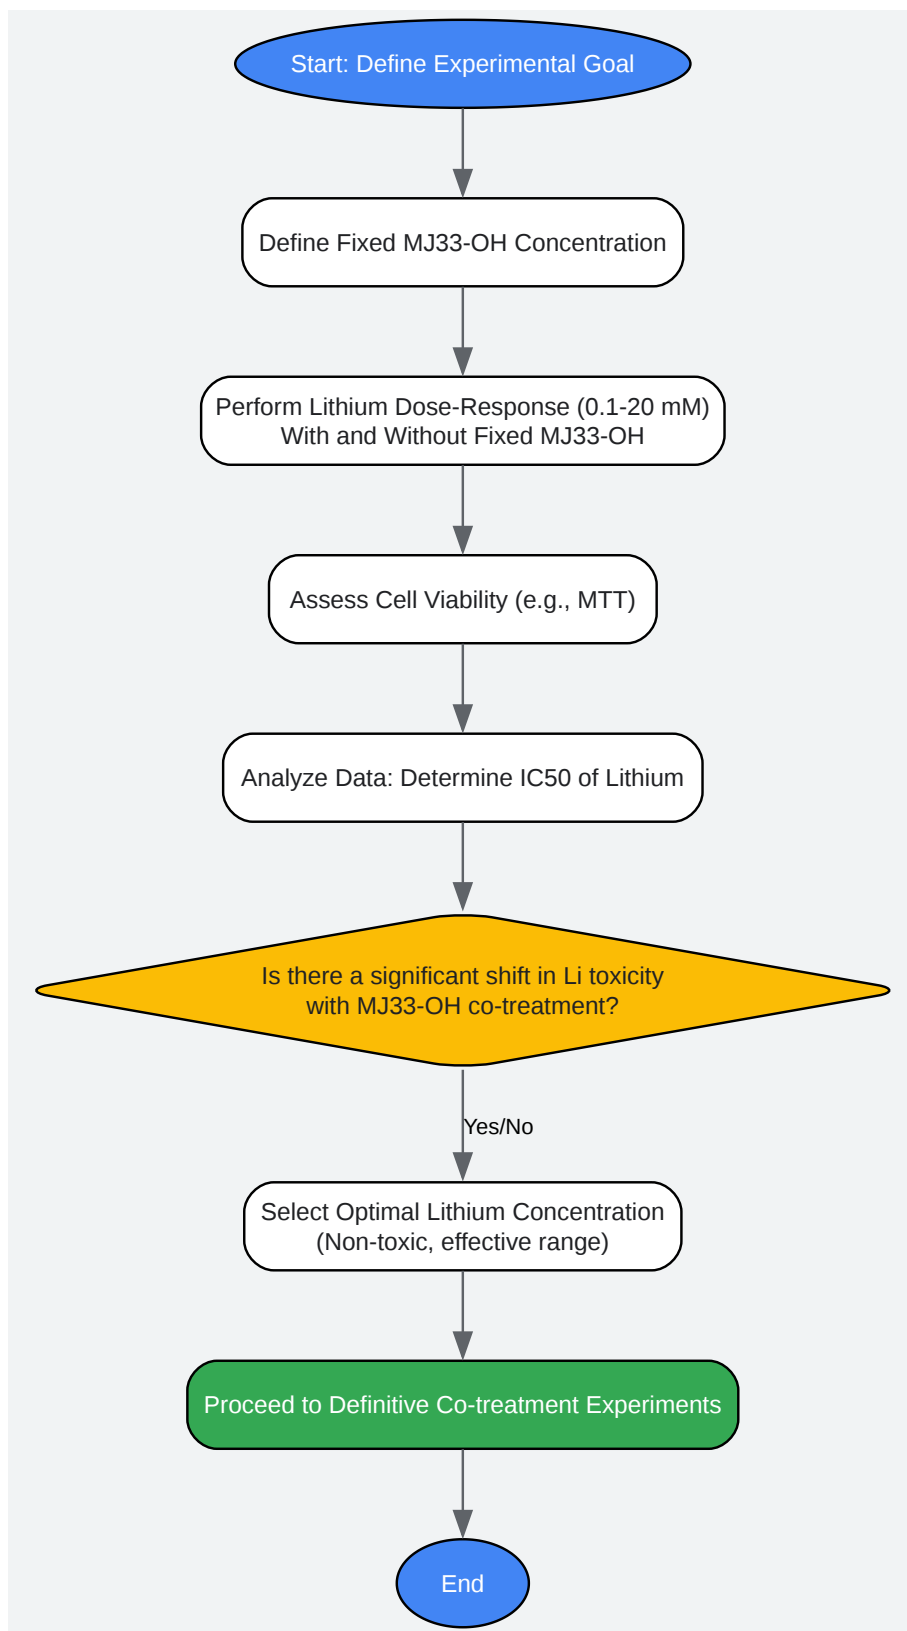 Start: Define Experimental Goal
Define Fixed MJ33-OH Concentration
Perform Lithium Dose-Response (0.1-20 mM)
With and Without Fixed MJ33-OH
Assess Cell Viability (e.g., MTT)
Analyze Data: Determine IC50 of Lithium
Is there a significant shift in Li toxicity
with MJ33-OH co-treatment?
Yes/No
Select Optimal Lithium Concentration
(Non-toxic, effective range)
Proceed to Definitive Co-treatment Experiments
End